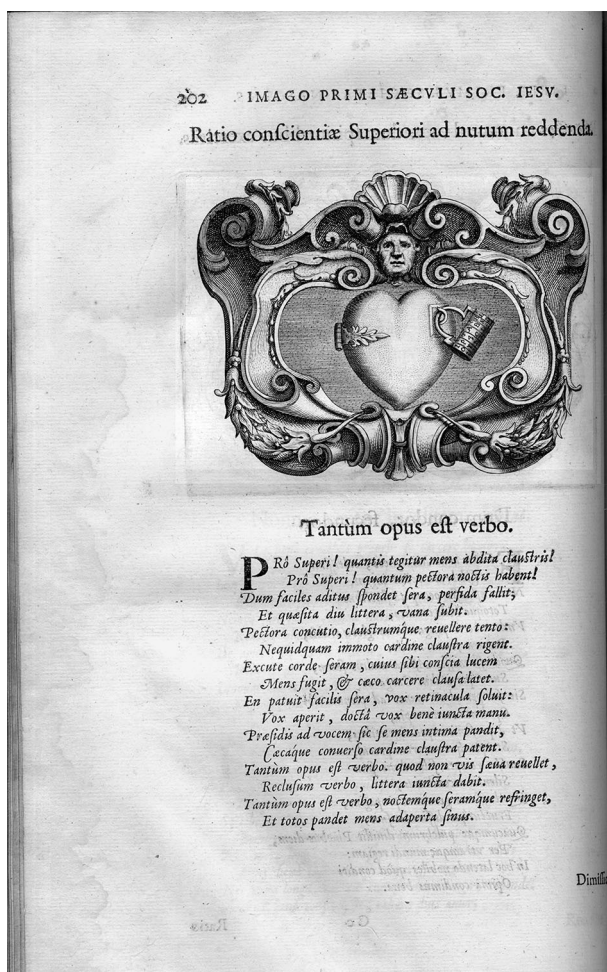 202 IMAGO PRIMI SÆCVLI SOC. IESV.
Ratio conſcientiæ Superiori ad nutum reddenda.
Tantùm opus eſt verbo.
PRô Superi! quantis tegitur mens abdita clauſtris!
Prô Superi! quantum pectora noctis habent!
Dum faciles aditus ſpondet ſera, perfida fallit;
Et quæſita diu littera, vana ſubit.
Pectora concutio, clauſtrumq́ue reuellere tento:
Nequidquam immoto cardine clauſtra rigent.
Excute corde ſeram, cuius ſibi conſcia lucem
Mens fugit, & cæco carcere clauſa latet.
En patuit facilis ſera, vox retinacula ſoluit:
Vox aperit, doctâ vox benè iuncta manu.
Præſidis ad vocem ſic ſe mens intima pandit,
Cæcaque conuerſo cardine clauſtra patent.
Tantùm opus eſt verbo. quod non vis ſæua reuellet,
Recluſum verbo, littera iuncta dabit.
Tantùm opus eſt verbo, noctemque ſeramq́ue refringet,
Et totos pandet mens adaperta ſinus.